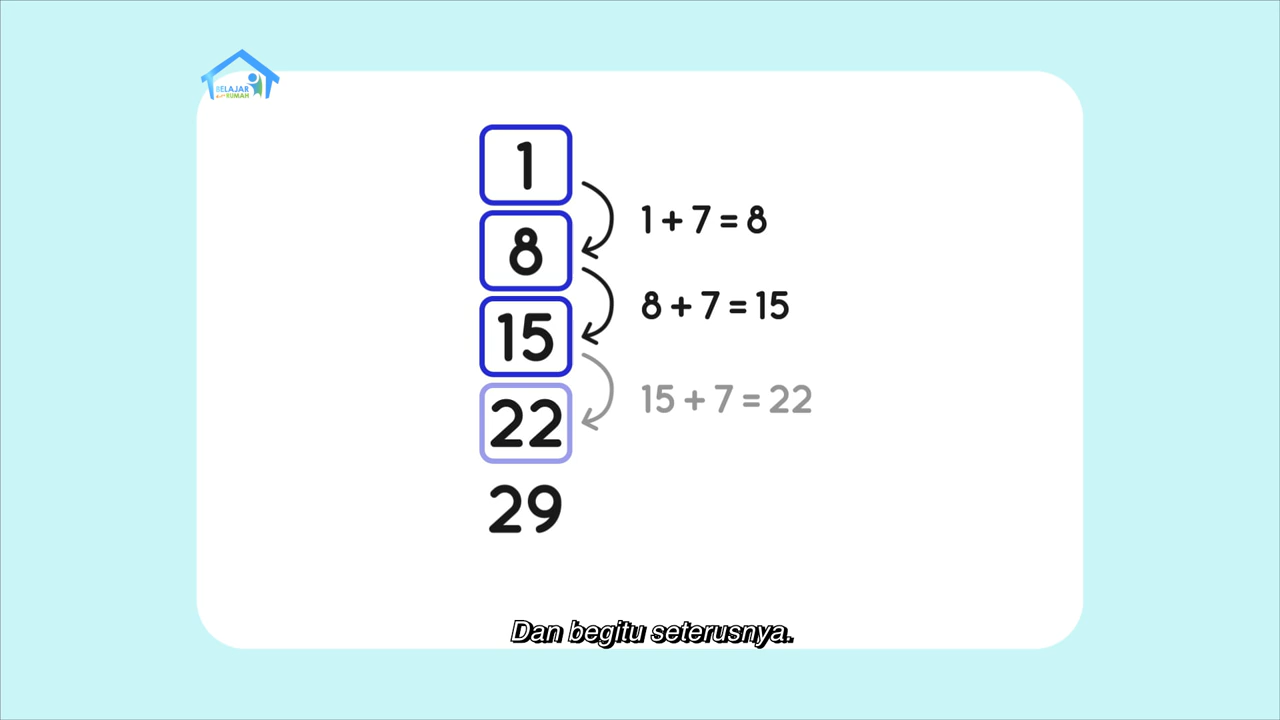 BELAJAR
RUMAH
1
8
15
22
29
1 + 7 = 8
8 + 7 = 15
15 + 7 = 22
Dan begitu seterusnya.